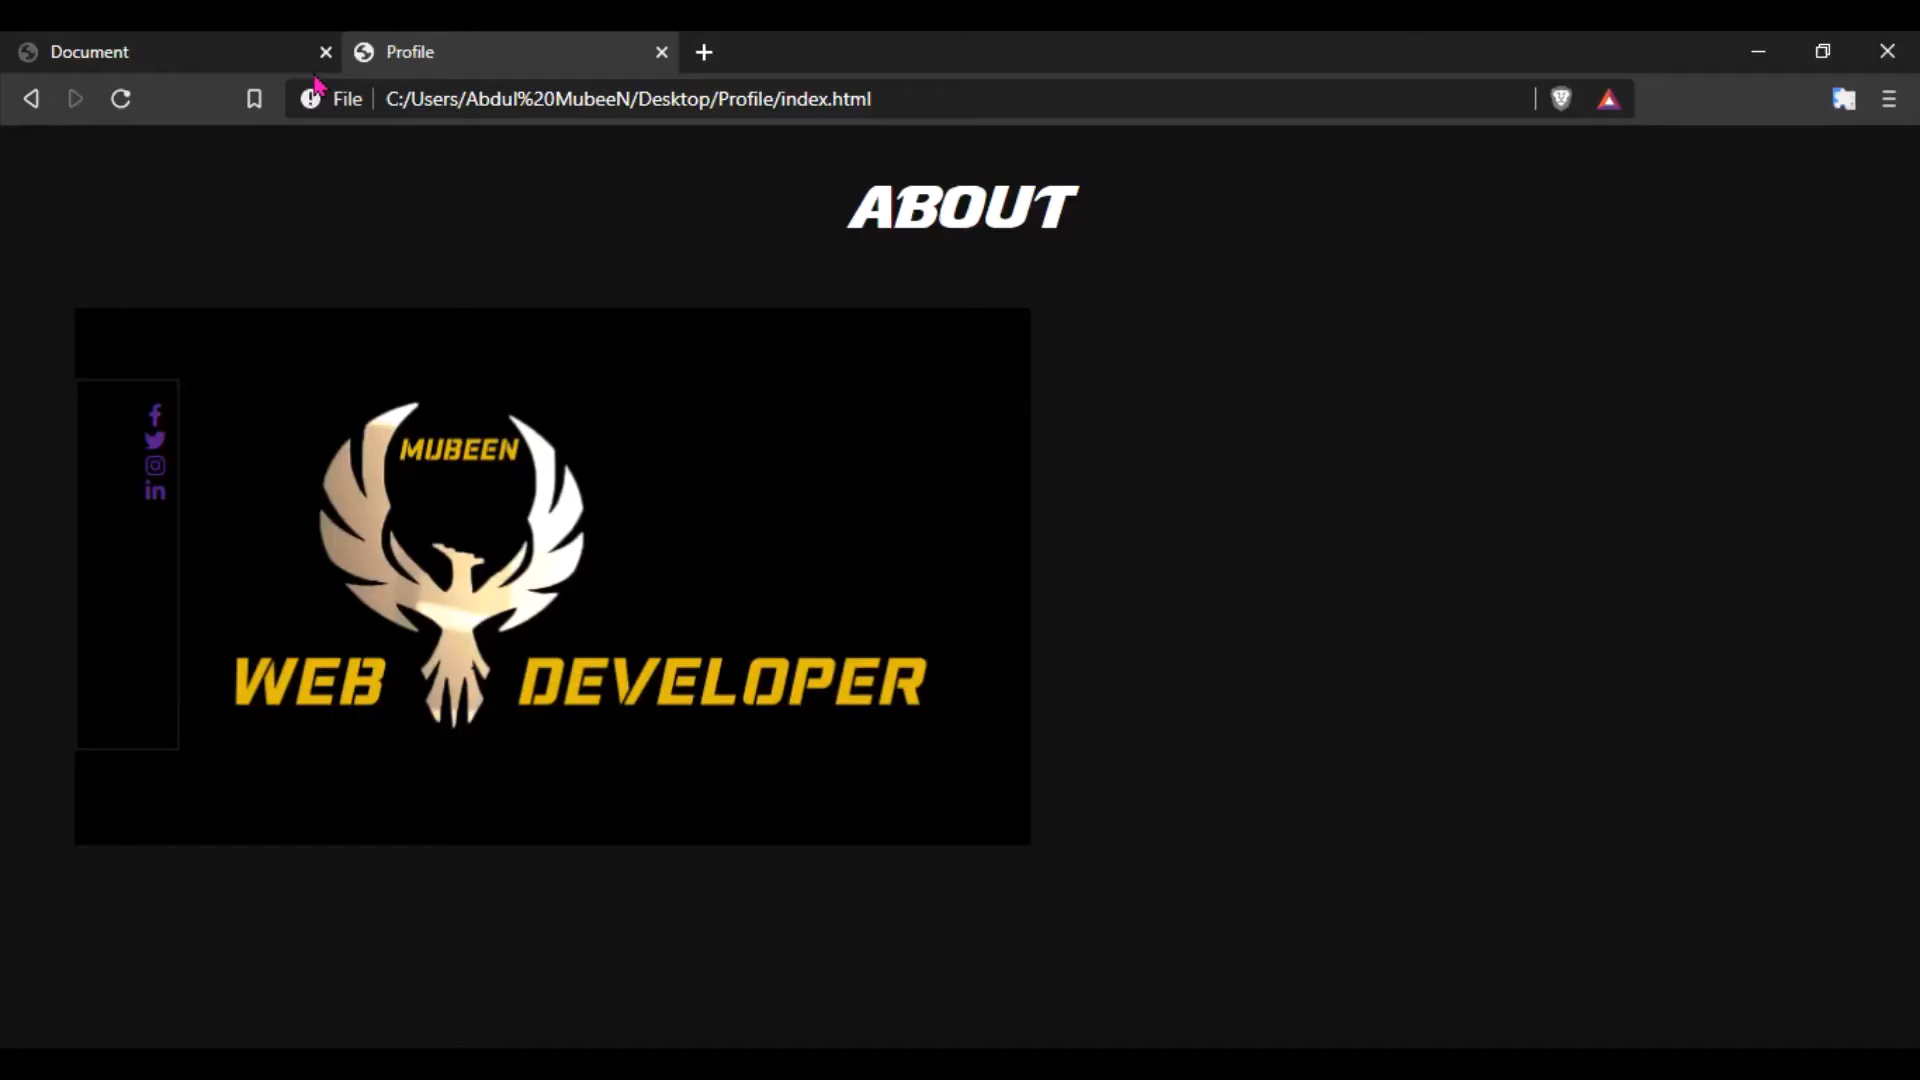 Document
Profile
File
C:/Users/Abdul%20MubeeN/Desktop/Profile/index.html
ABOUT
MUBEEN
WEB DEVELOPER